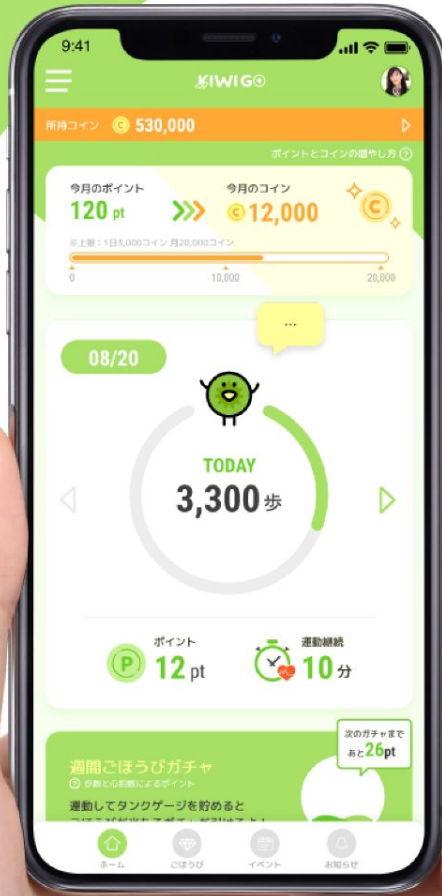 9:41
KIWI GO
所持コイン C 530,000
ポイントとコインの増やし方 ?
今月のポイント
120 pt
今月のコイン
C 12,000
C
※上限：1日3,000コイン 月20,000コイン
0 10,000 20,000
...
08/20
TODAY
3,300 歩
P
ポイント
12 pt
運動継続
10 分
次のガチャまで
あと26pt
週間ごほうびガチャ
? 歩数と心拍数によるポイント
運動してタンクゲージを貯めると
ホーム ごほうび イベント お知らせ